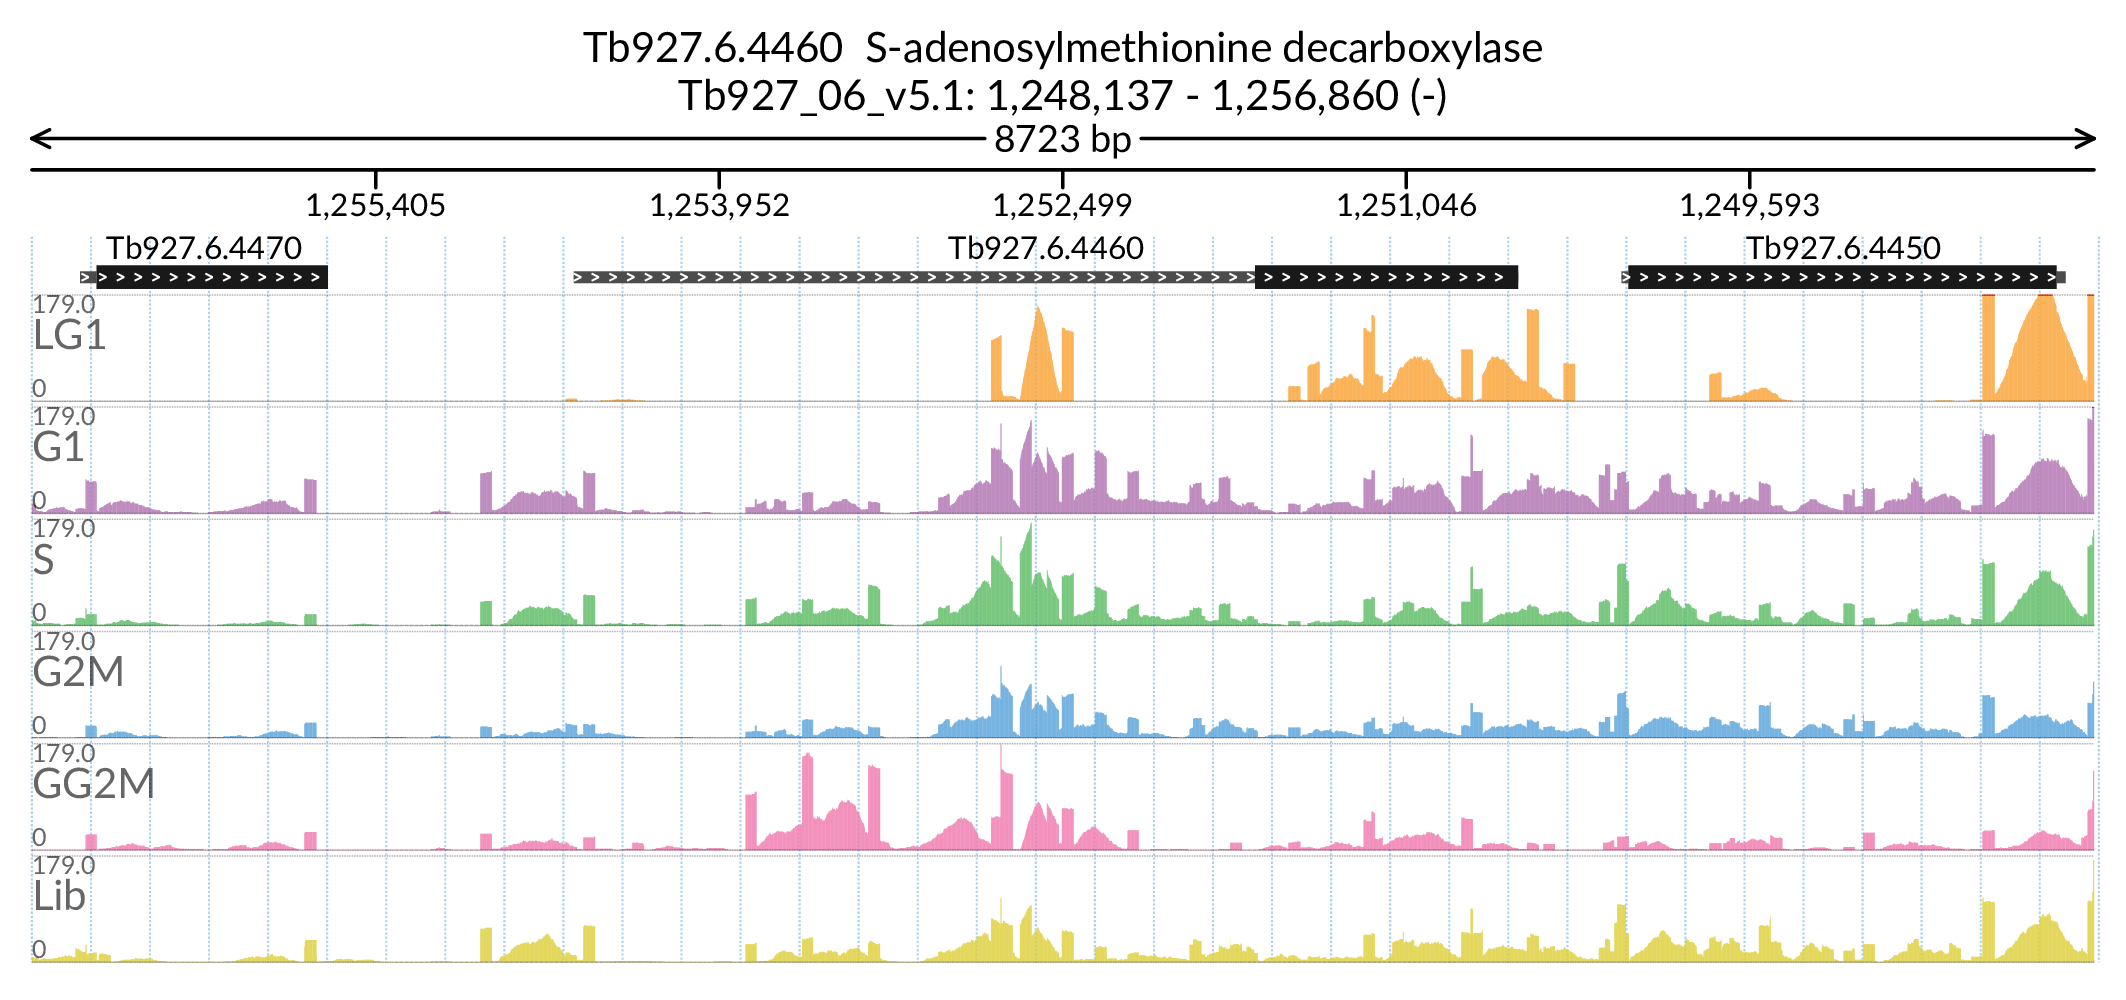 Tb927.6.4460  S-adenosylmethionine decarboxylase
Tb927_06_v5.1: 1,248,137 - 1,256,860 (-)
8723 bp
1,255,405 1,253,952 1,252,499 1,251,046 1,249,593
Tb927.6.4470 Tb927.6.4460 Tb927.6.4450
179.0
LG1
0
179.0
G1
0
179.0
S
0
179.0
G2M
0
179.0
GG2M
0
179.0
Lib
0